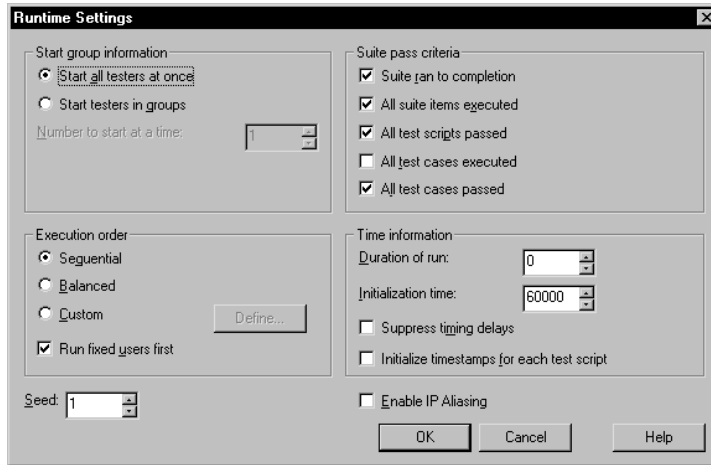 Runtime Settings
Start group information
Start all testers at once
Start testers in groups
Number to start at a time:
1
Suite pass criteria
Suite ran to completion
All suite items executed
All test scripts passed
All test cases executed
All test cases passed
Execution order
Sequential
Balanced
Custom
Define...
Run fixed users first
Time information
Duration of run:
0
Initialization time:
60000
Suppress timing delays
Initialize timestamps for each test script
Seed:
1
Enable IP Aliasing
OK
Cancel
Help